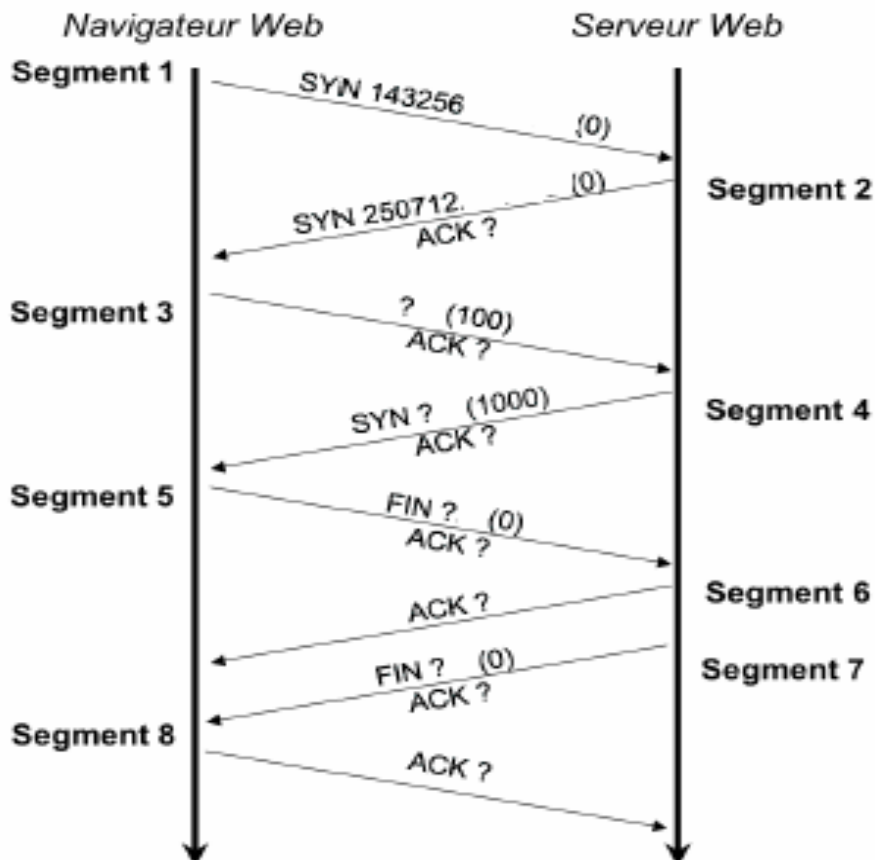 Navigateur Web
Serveur Web
Segment 1
SYN 143256 (0)
Segment 2
SYN 250712. (0)
ACK ?
Segment 3
? (100)
ACK ?
Segment 4
SYN ? (1000)
ACK ?
Segment 5
FIN ? (0)
ACK ?
Segment 6
ACK ?
Segment 7
FIN ? (0)
ACK ?
Segment 8
ACK ?